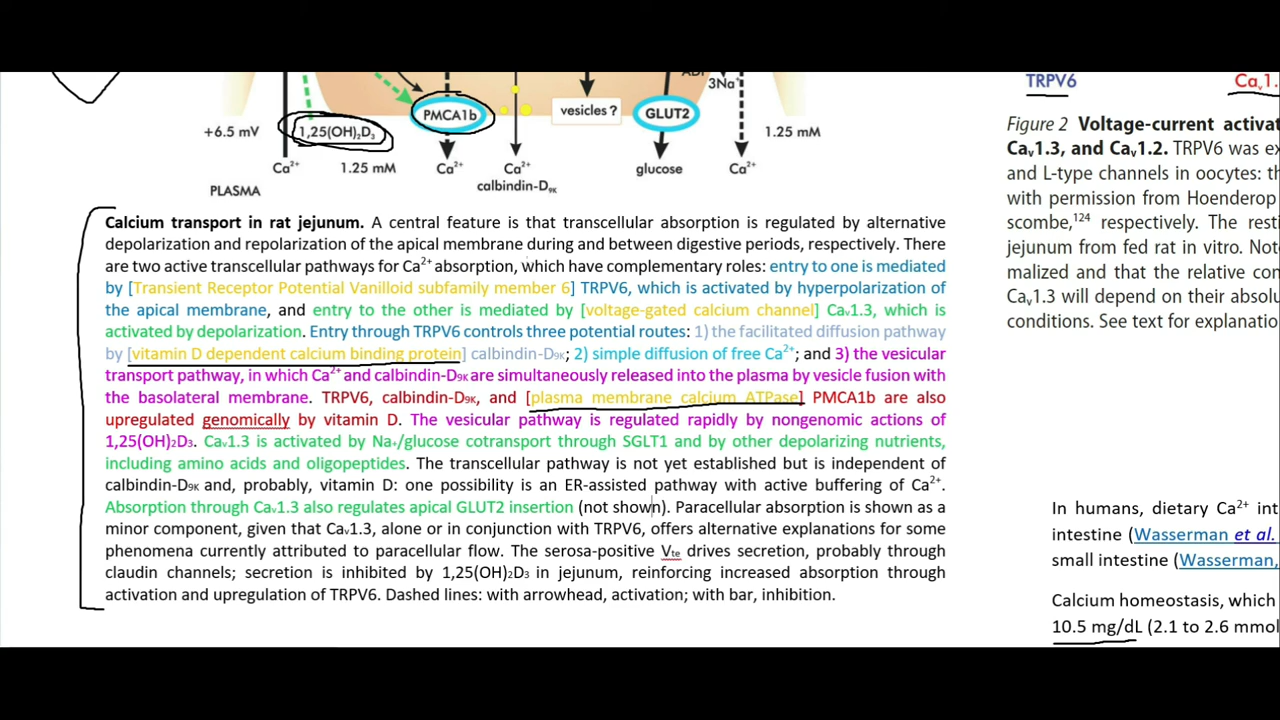 ADP
3Na⁺
TRPV6
Ca ᵥ1.
PMCA1b
vesicles ?
GLUT2
+6.5 mV
1,25(OH)₂D₃
1.25 mM
Ca²⁺
1.25 mM
Ca²⁺
Ca²⁺
glucose
Ca²⁺
calbindin-D₉ₖ
PLASMA
Calcium transport in rat jejunum. A central feature is that transcellular absorption is regulated by alternative
depolarization and repolarization of the apical membrane during and between digestive periods, respectively. There
are two active transcellular pathways for Ca²⁺ absorption, which have complementary roles: entry to one is mediated
by [Transient Receptor Potential Vanilloid subfamily member 6] TRPV6, which is activated by hyperpolarization of
the apical membrane, and entry to the other is mediated by [voltage-gated calcium channel] Caᵥ1.3, which is
activated by depolarization. Entry through TRPV6 controls three potential routes: 1) the facilitated diffusion pathway
by [vitamin D dependent calcium binding protein] calbindin-D₉ₖ; 2) simple diffusion of free Ca²⁺; and 3) the vesicular
transport pathway, in which Ca²⁺ and calbindin-D₉ₖ are simultaneously released into the plasma by vesicle fusion with
the basolateral membrane. TRPV6, calbindin-D₉ₖ, and [plasma membrane calcium ATPase] PMCA1b are also
upregulated genomically by vitamin D. The vesicular pathway is regulated rapidly by nongenomic actions of
1,25(OH)₂D₃. Caᵥ1.3 is activated by Na₊/glucose cotransport through SGLT1 and by other depolarizing nutrients,
including amino acids and oligopeptides. The transcellular pathway is not yet established but is independent of
calbindin-D₉ₖ and, probably, vitamin D: one possibility is an ER-assisted pathway with active buffering of Ca²⁺.
Absorption through Caᵥ1.3 also regulates apical GLUT2 insertion (not shown). Paracellular absorption is shown as a
minor component, given that Caᵥ1.3, alone or in conjunction with TRPV6, offers alternative explanations for some
phenomena currently attributed to paracellular flow. The serosa-positive Vₜₑ drives secretion, probably through
claudin channels; secretion is inhibited by 1,25(OH)₂D₃ in jejunum, reinforcing increased absorption through
activation and upregulation of TRPV6. Dashed lines: with arrowhead, activation; with bar, inhibition.
Figure 2 Voltage-current activat
Caᵥ1.3, and Caᵥ1.2. TRPV6 was ex
and L-type channels in oocytes: th
with permission from Hoenderop
scombe,¹²⁴ respectively. The rest
jejunum from fed rat in vitro. Not
malized and that the relative con
Caᵥ1.3 will depend on their absolu
conditions. See text for explanatio
In humans, dietary Ca²⁺ int
intestine (Wasserman et al.
small intestine (Wasserman,
Calcium homeostasis, which
10.5 mg/dL (2.1 to 2.6 mmol